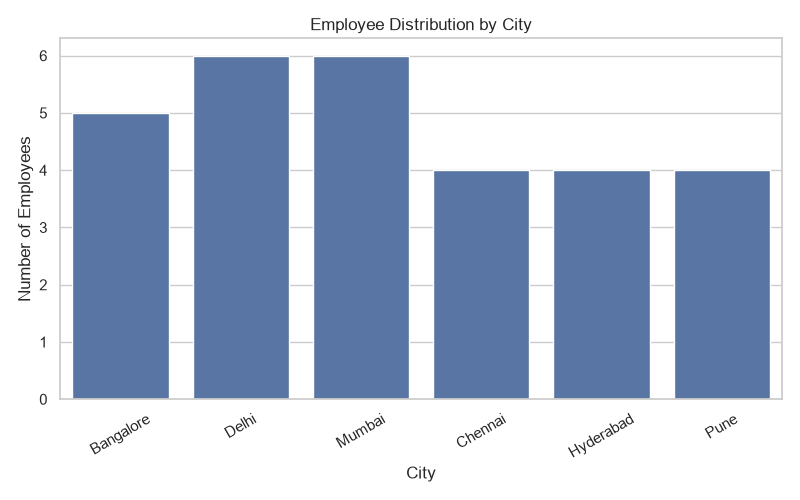 Employee Distribution by City
Number of Employees
6
5
4
3
2
1
0
Bangalore
Delhi
Mumbai
Chennai
Hyderabad
Pune
City